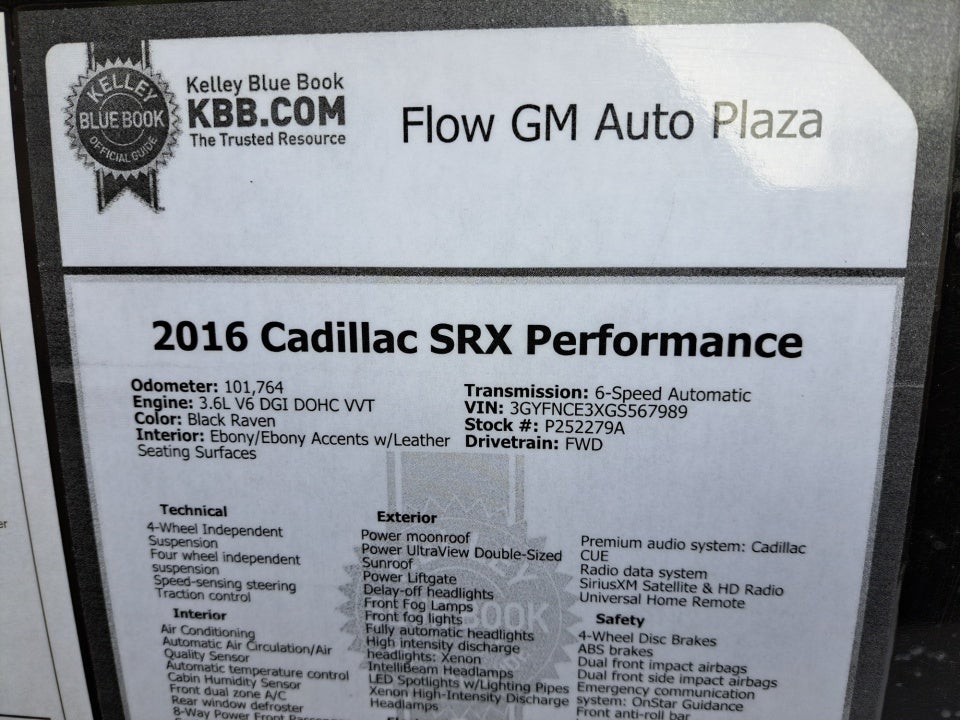 KELLEY
BLUE BOOK
OFFICIAL GUIDE
Kelley Blue Book
KBB.COM
The Trusted Resource
Flow GM Auto Plaza
2016 Cadillac SRX Performance
Odometer: 101,764
Engine: 3.6L V6 DGI DOHC VVT
Color: Black Raven
Interior: Ebony/Ebony Accents w/Leather
Seating Surfaces
Transmission: 6-Speed Automatic
VIN: 3GYFNCE3XGS567989
Stock #: P252279A
Drivetrain: FWD
Technical
4-Wheel Independent
Suspension
Four wheel independent
suspension
Speed-sensing steering
Traction control
Interior
Air Conditioning
Automatic Air Circulation/Air
Quality Sensor
Automatic temperature control
Cabin Humidity Sensor
Front dual zone A/C
Rear window defroster
8-Way Power Front
Exterior
Power moonroof
Power UltraView Double-Sized
Sunroof
Power Liftgate
Delay-off headlights
Front Fog Lamps
Front fog lights
Fully automatic headlights
High intensity discharge
headlights: Xenon
IntelliBeam Headlamps
LED Spotlights w/Lighting Pipes
Xenon High-Intensity Discharge
Headlamps
Premium audio system: Cadillac
CUE
Radio data system
SiriusXM Satellite & HD Radio
Universal Home Remote
Safety
4-Wheel Disc Brakes
ABS brakes
Dual front impact airbags
Dual front side impact airbags
Emergency communication
system: OnStar Guidance
Front anti-roll bar